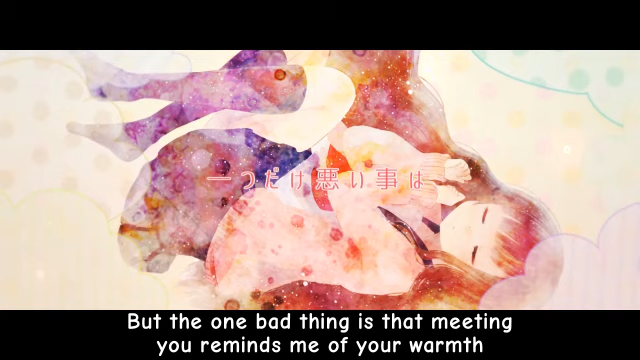 一つだけ悪い事は
But the one bad thing is that meeting
you reminds me of your warmth